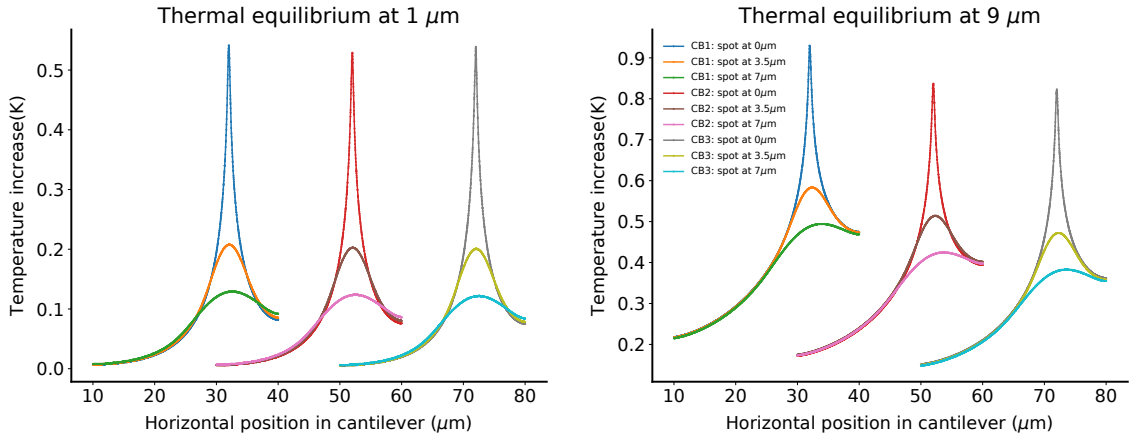 Thermal equilibrium at 1 μm
Temperature increase(K)
0.5
0.4
0.3
0.2
0.1
0.0
10 20 30 40 50 60 70 80
Horizontal position in cantilever (μm)
Thermal equilibrium at 9 μm
Temperature increase(K)
0.9
0.8
0.7
0.6
0.5
0.4
0.3
0.2
CB1: spot at 0μm
CB1: spot at 3.5μm
CB1: spot at 7μm
CB2: spot at 0μm
CB2: spot at 3.5μm
CB2: spot at 7μm
CB3: spot at 0μm
CB3: spot at 3.5μm
CB3: spot at 7μm
10 20 30 40 50 60 70 80
Horizontal position in cantilever (μm)